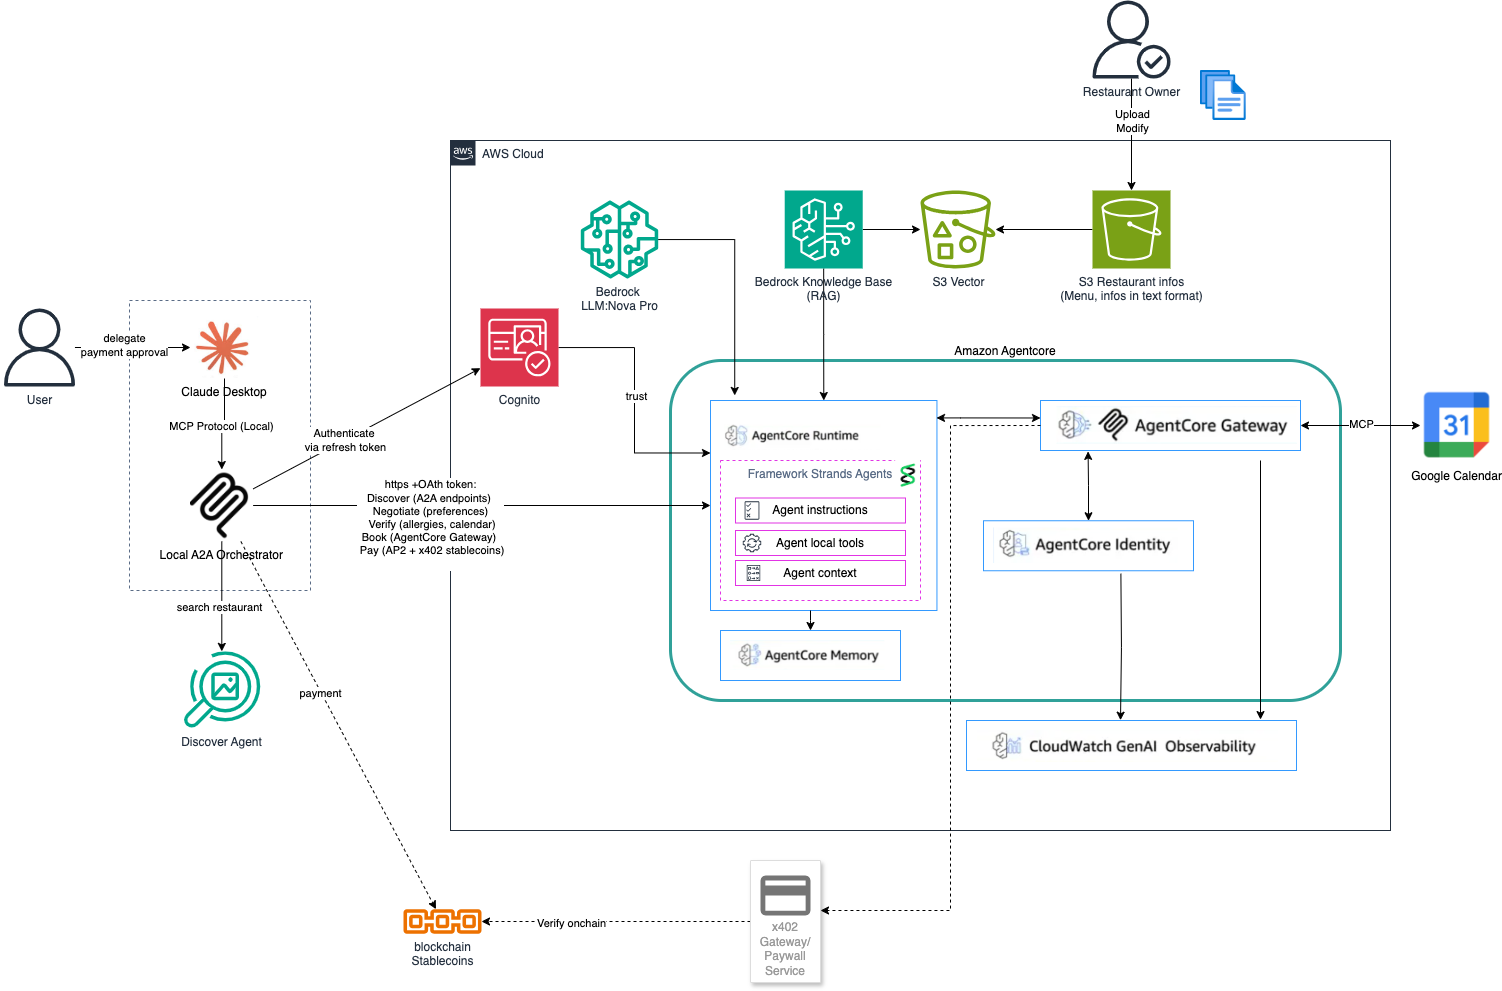 Restaurant Owner
Upload
Modify
aws
AWS Cloud
Bedrock
LLM:Nova Pro
Bedrock Knowledge Base
(RAG)
S3 Vector
S3 Restaurant infos
(Menu, infos in text format)
User
delegate
payment approval
Claude Desktop
MCP Protocol (Local)
Cognito
Authenticate
via refresh token
trust
Amazon Agentcore
AgentCore Runtime
Framework Strands Agents
Agent instructions
Agent local tools
Agent context
AgentCore Memory
AgentCore Gateway
AgentCore Identity
MCP
31
Google Calendar
https +OAth token:
Discover (A2A endpoints)
Negotiate (preferences)
Verify (allergies, calendar)
Book (AgentCore Gateway)
Pay (AP2 + x402 stablecoins)
Local A2A Orchestrator
search restaurant
Discover Agent
payment
CloudWatch GenAI Observability
blockchain
Stablecoins
Verify onchain
x402
Gateway/
Paywall
Service